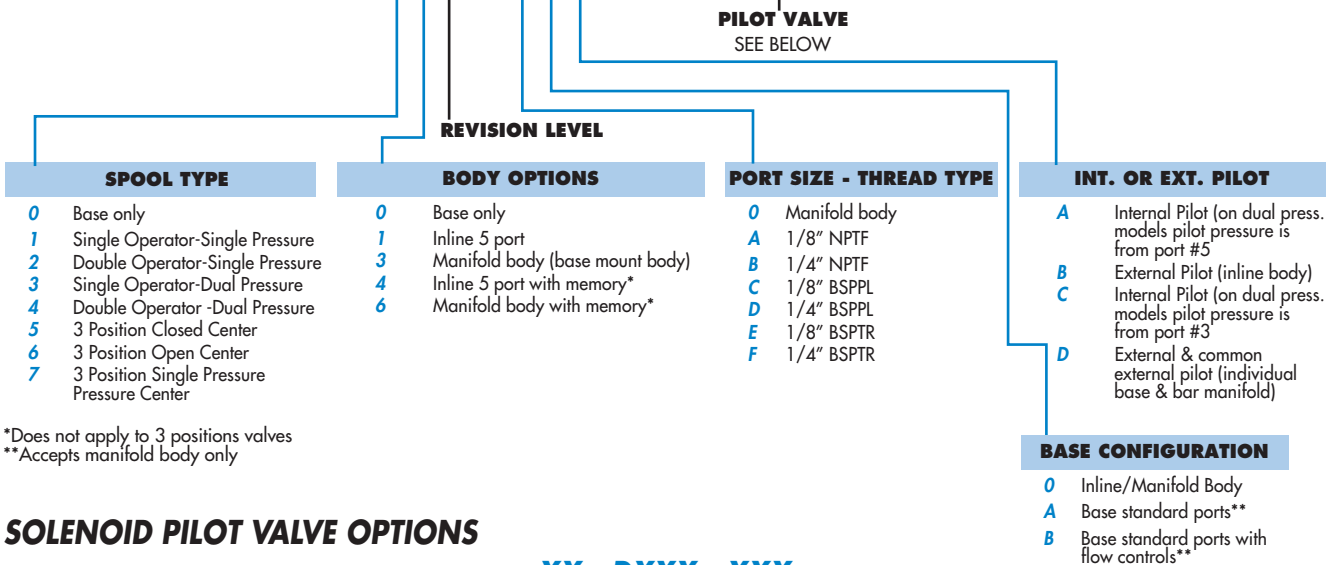 PILOT VALVE
SEE BELOW
REVISION LEVEL
SPOOL TYPE
0 Base only
1 Single Operator-Single Pressure
2 Double Operator-Single Pressure
3 Single Operator-Dual Pressure
4 Double Operator -Dual Pressure
5 3 Position Closed Center
6 3 Position Open Center
7 3 Position Single Pressure
Pressure Center
BODY OPTIONS
0 Base only
1 Inline 5 port
3 Manifold body (base mount body)
4 Inline 5 port with memory*
6 Manifold body with memory*
PORT SIZE - THREAD TYPE
0 Manifold body
A 1/8" NPTF
B 1/4" NPTF
C 1/8" BSPPL
D 1/4" BSPPL
E 1/8" BSPTR
F 1/4" BSPTR
INT. OR EXT. PILOT
A Internal Pilot (on dual press.
models pilot pressure is
from port #5
B External Pilot (inline body)
C Internal Pilot (on dual press.
models pilot pressure is
from port #3
D External & common
external pilot (individual
base & bar manifold)
*Does not apply to 3 positions valves
**Accepts manifold body only
BASE CONFIGURATION
0 Inline/Manifold Body
A Base standard ports**
B Base standard ports with
flow controls**
SOLENOID PILOT VALVE OPTIONS